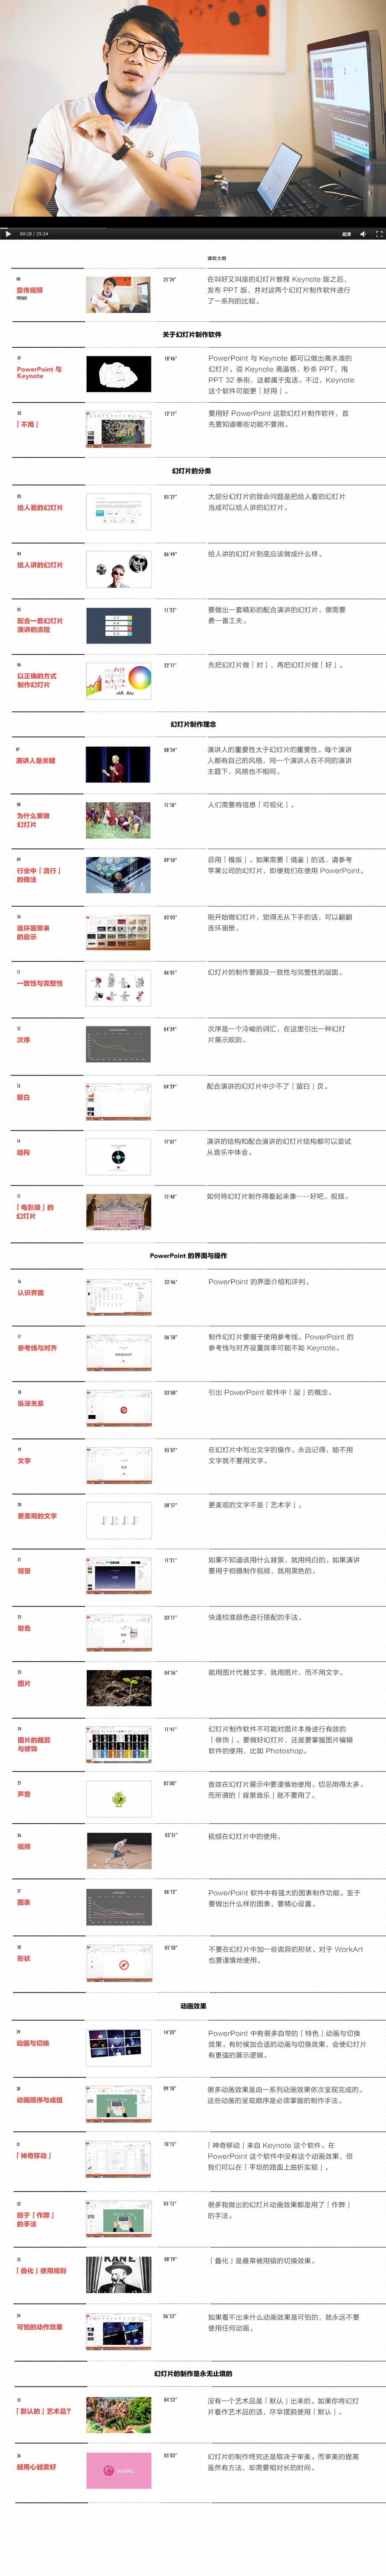 00:28 / 25:24
超清
课程大纲
00
宣传视频
PROMO
25'24"
在叫好又叫座的幻灯片教程 Keynote 版之后，
发布 PPT 版，并对这两个幻灯片制作软件进行
了一系列的比较。
关于幻灯片制作软件
01
PowerPoint 与
Keynote
10'46"
PowerPoint 与 Keynote 都可以做出高水准的
幻灯片。说 Keynote 高逼格，秒杀 PPT，甩
PPT 32 条街，这都属于鬼话。不过，Keynote
这个软件可能更「好用」。
02
「不用」
12'17"
要用好 PowerPoint 这款幻灯片制作软件，首
先要知道哪些功能不要用。
幻灯片的分类
03
给人看的幻灯片
05'27"
大部分幻灯片的致命问题是把给人看的幻灯片
当成可以给人讲的幻灯片。
04
给人讲的幻灯片
06'49"
给人讲的幻灯片到底应该做成什么样。
05
配合一套幻灯片
演讲的流程
11'22"
要做出一套精彩的配合演讲的幻灯片，很需要
费一番工夫。
06
以正确的方式
制作幻灯片
22'11"
先把幻灯片做「对」，再把幻灯片做「好」。
幻灯片制作理念
07
演讲人是关键
08'34"
演讲人的重要性大于幻灯片的重要性。每个演讲
人都有自己的风格，同一个演讲人在不同的演讲
主题下，风格也不相同。
08
为什么要做
幻灯片
11'18"
人们需要将信息「可视化」。
09
行业中「流行」
的做法
09'50"
忌用「模版」。如果需要「借鉴」的话，请参考
苹果公司的幻灯片，即便我们在使用 PowerPoint。
10
连环画带来
的启示
03'03"
刚开始做幻灯片，觉得无从下手的话，可以翻翻
连环画册。
11
一致性与完整性
06'01"
幻灯片的制作要顾及一致性与完整性的层面。
12
次序
04'39"
次序是一个冷峻的词汇，在这里引出一种幻灯
片展示规则。
13
留白
04'29"
配合演讲的幻灯片中少不了「留白」页。
14
结构
17'07"
演讲的结构和配合演讲的幻灯片结构都可以尝试
从音乐中体会。
15
「电影级」的
幻灯片
15'48"
如何将幻灯片制作得看起来像……好吧，视频。
PowerPoint 的界面与操作
16
认识界面
22'46"
PowerPoint 的界面介绍和评判。
17
参考线与对齐
06'58"
制作幻灯片要擅于使用参考线。PowerPoint 的
参考线与对齐设置效率可能不如 Keynote。
18
纵深关系
03'08"
引出 PowerPoint 软件中「层」的概念。
19
文字
05'07"
在幻灯片中写出文字的操作。永远记得，能不用
文字就不要用文字。
20
更美观的文字
08'57"
更美观的文字不是「艺术字」。
21
背景
11'21"
如果不知道该用什么背景，就用纯白的。如果演讲
要用于拍摄制作视频，就用黑色的。
22
取色
03'11"
快速校准颜色进行搭配的手法。
23
图片
04'56"
能用图片代替文字，就用图片，而不用文字。
24
图片的裁剪
与修饰
11'41"
幻灯片制作软件不可能对图片本身进行有效的
「修饰」。要做好幻灯片，还是要掌握图片编辑
软件的使用，比如 Photoshop。
25
声音
05'00"
音效在幻灯片展示中要谨慎地使用。切忌用得太多。
而所谓的「背景音乐」就不要用了。
26
视频
03'51"
视频在幻灯片中的使用。
27
图表
06'12"
PowerPoint 软件中有强大的图表制作功能。至于
要做出什么样的图表，要精心设置。
28
形状
05'50"
不要在幻灯片中加一些诡异的形状。对于 WorkArt
也要谨慎地使用。
动画效果
29
动画与切换
14'20"
PowerPoint 中有很多自带的「特色」动画与切换
效果。有时候加合适的动画与切换效果，会使幻灯片
有更强的展示逻辑。
30
动画顺序与成组
09'18"
很多动画效果是由一系列动画效果依次呈现完成的。
这些动画的呈现顺序是必须掌握的制作手法。
31
「神奇移动」
10'15"
「神奇移动」来自 Keynote 这个软件。在
PowerPoint 这个软件中没有这个动画效果，但
我们可以在「平坦的路面上曲折实现」。
32
擅于「作弊」
的手法
05'15"
很多我做出的幻灯片动画效果都是用了「作弊」
的手法。
33
「叠化」使用规则
08'19"
「叠化」是最常被用错的切换效果。
34
可怕的动作效果
06'52"
如果看不出来什么动画效果是可怕的，就永远不要
使用任何动画。
幻灯片的制作是永无止境的
35
「默认的」艺术品？
04'52"
没有一个艺术品是「默认」出来的。如果你将幻灯
片看作艺术品的话，尽早摆脱使用「默认」。
36
越用心越美好
05'03"
幻灯片的制作终究还是取决于审美。而审美的提高
虽然有方法，却需要相对长的时间。